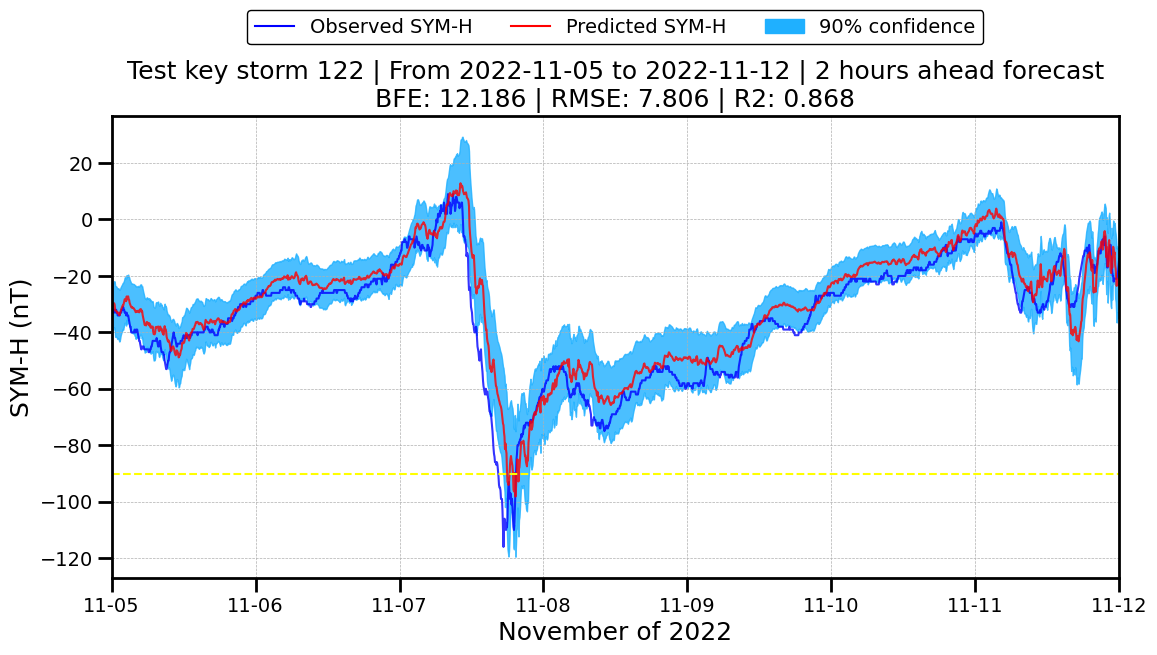 Observed SYM-H Predicted SYM-H 90% confidence
Test key storm 122 | From 2022-11-05 to 2022-11-12 | 2 hours ahead forecast
BFE: 12.186 | RMSE: 7.806 | R2: 0.868
SYM-H (nT)
20
0
−20
−40
−60
−80
−100
−120
11-05 11-06 11-07 11-08 11-09 11-10 11-11 11-12
November of 2022